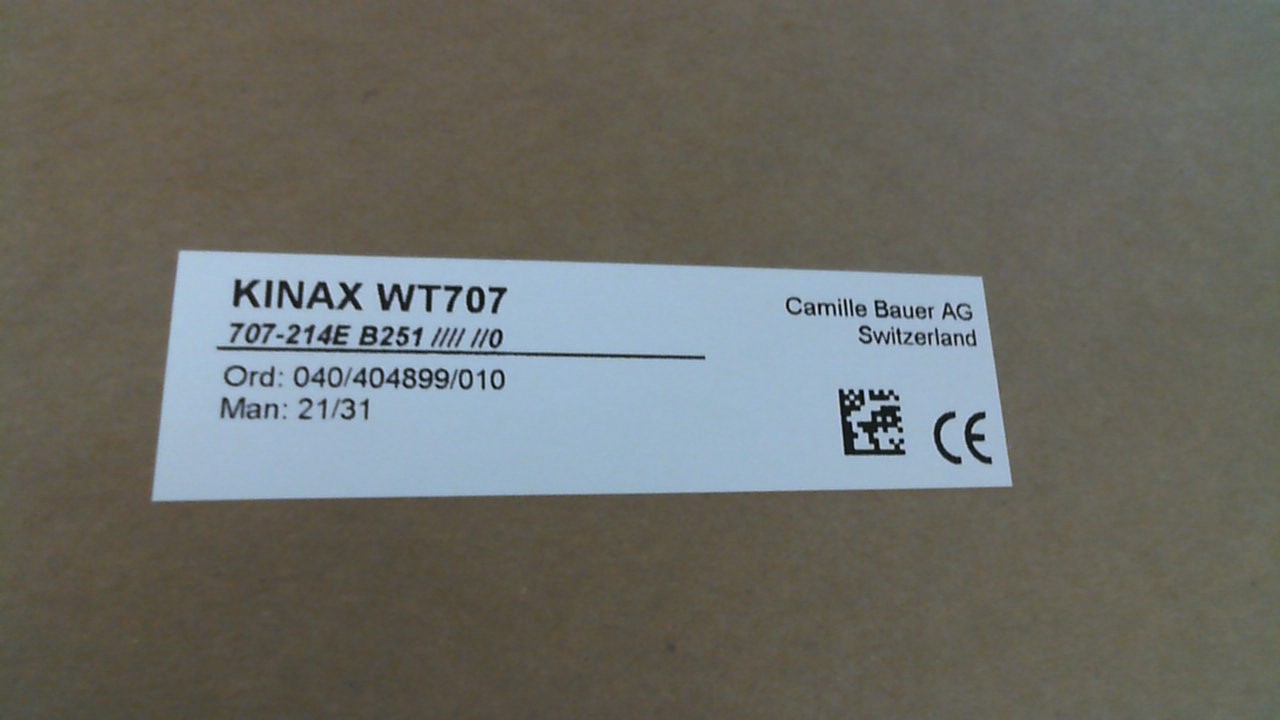 KINAX WT707
707-214E B251 //// //0
Ord: 040/404899/010
Man: 21/31
Camille Bauer AG
Switzerland
CE